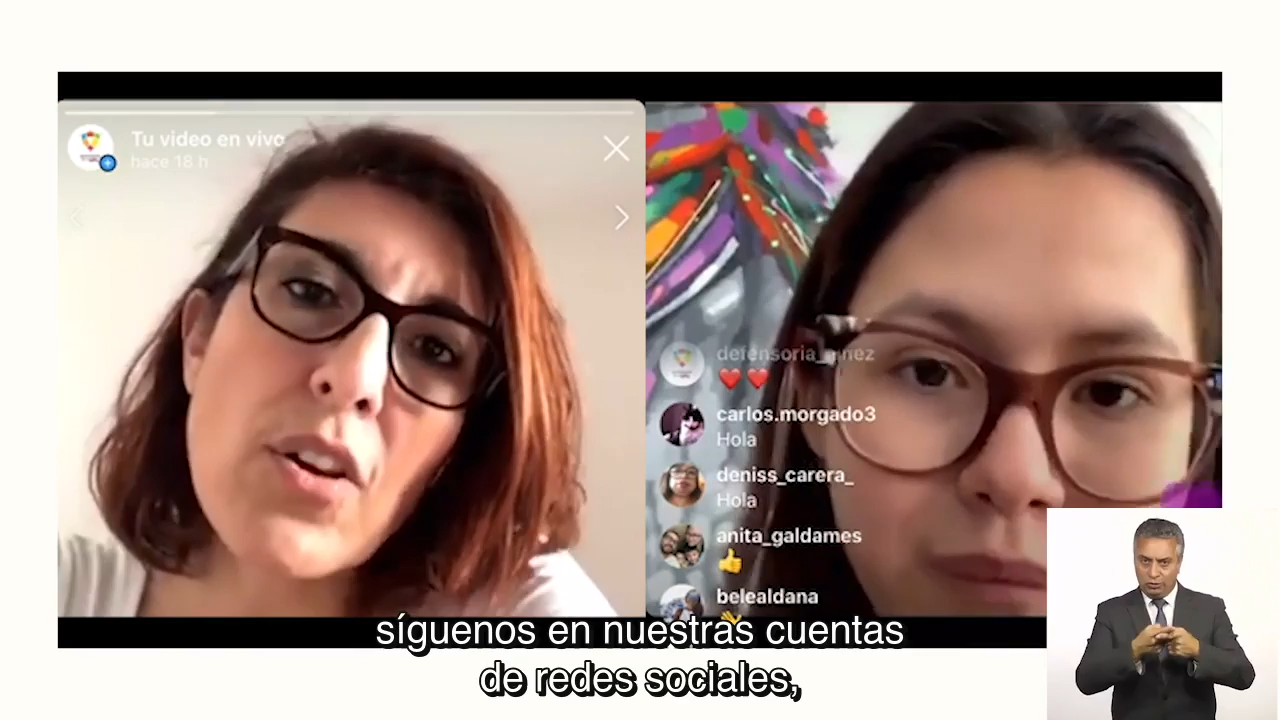 Tu video en vivo
hace 18 h
carlos.morgado3
Hola
deniss_carera_
Hola
anita_galdames
belealdana
síguenos en nuestras cuentas
de redes sociales,